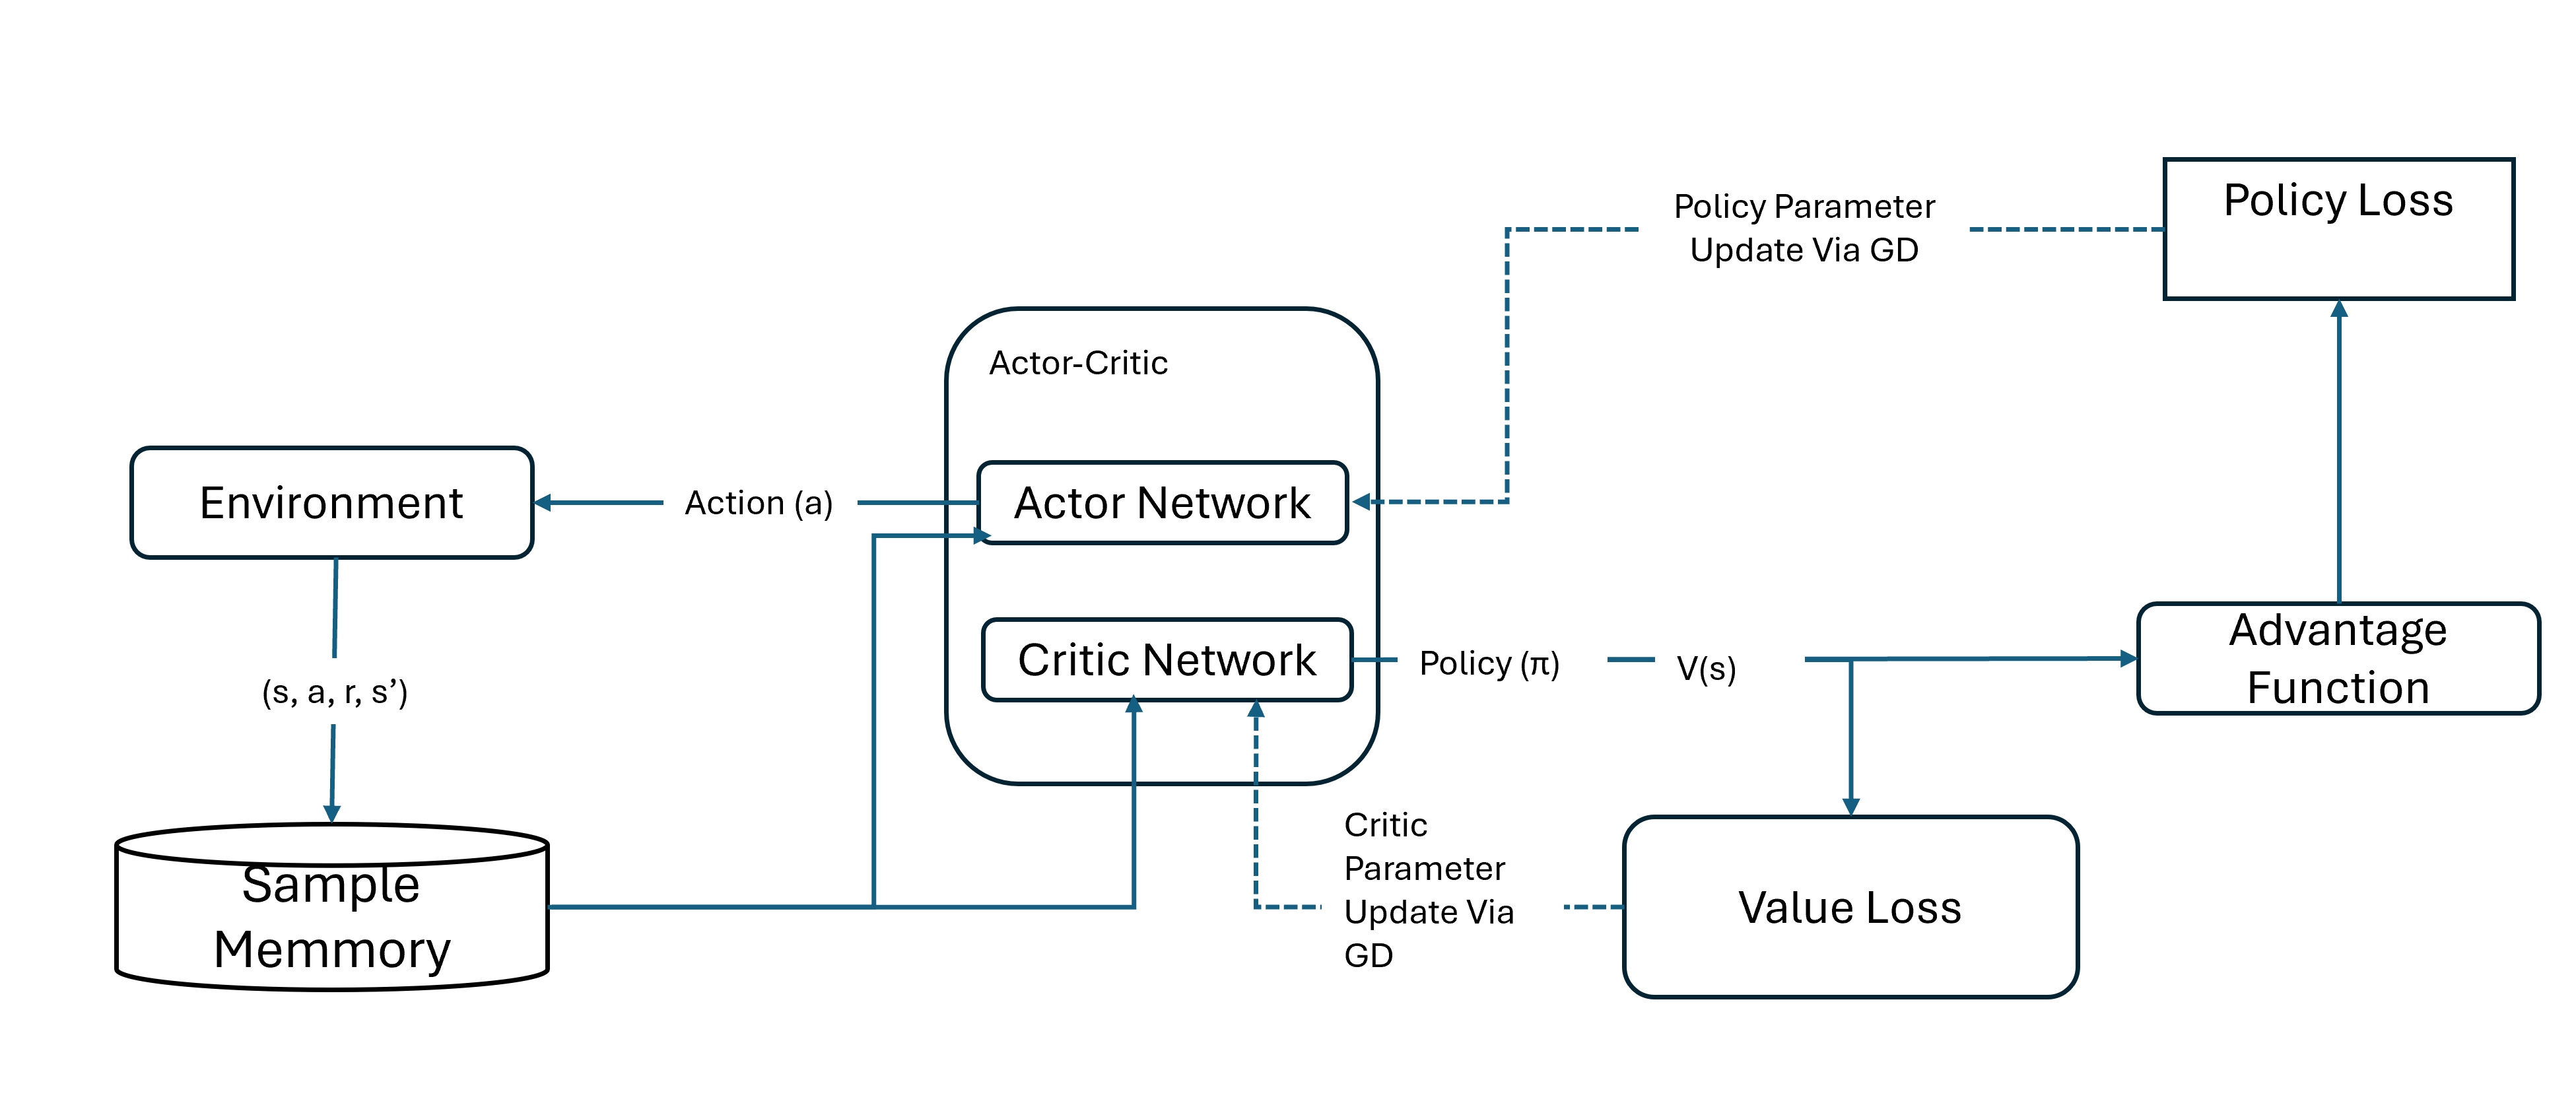 Policy Loss
Policy Parameter
Update Via GD
Actor-Critic
Environment
Action (a)
Actor Network
Critic Network
Policy (π)
V(s)
Advantage
Function
(s, a, r, s’)
Sample
Memmory
Critic
Parameter
Update Via
GD
Value Loss